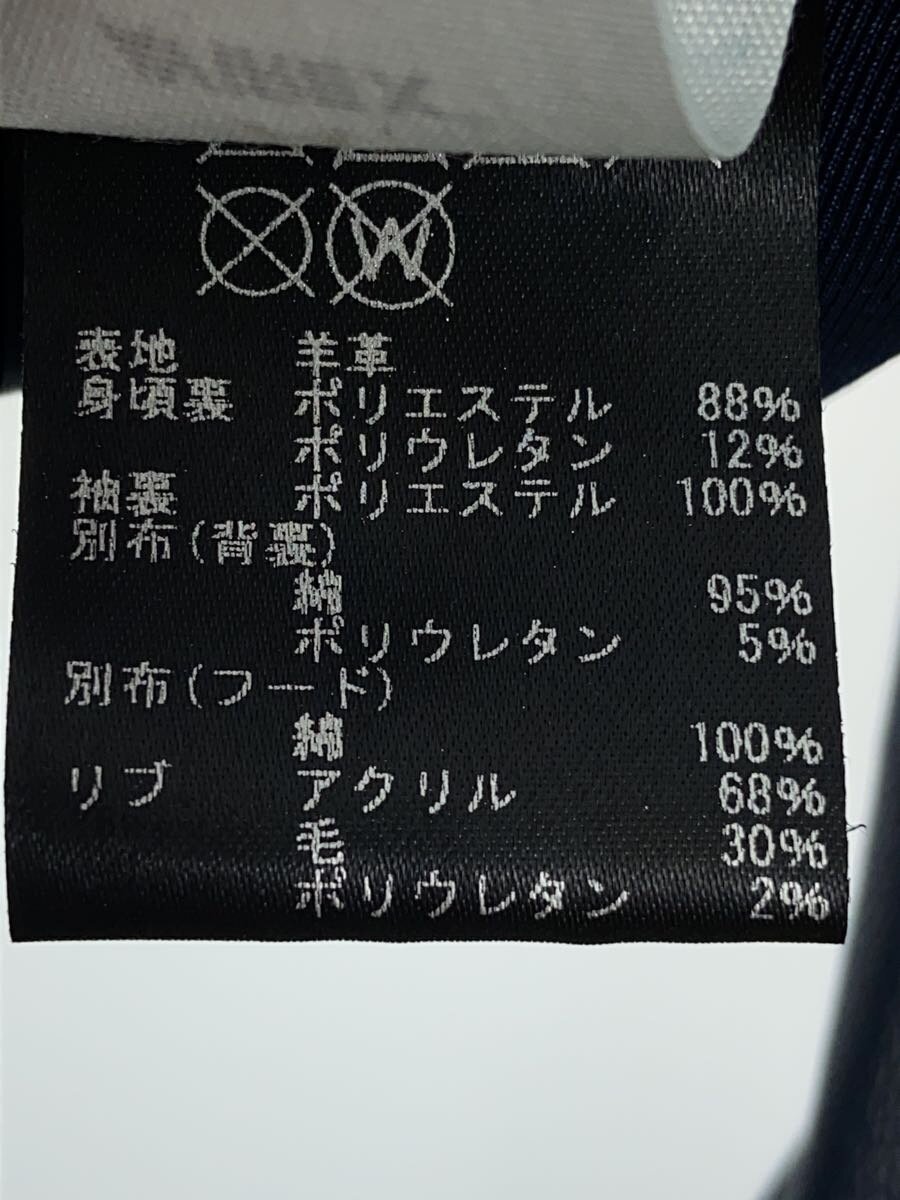 W
表地 羊革
身頃裏 ポリエステル 88%
ポリウレタン 12%
袖裏 ポリエステル 100%
別布(背裏)
綿 95%
ポリウレタン 5%
別布(フード)
綿 100%
リブ アクリル 68%
毛 30%
ポリウレタン 2%